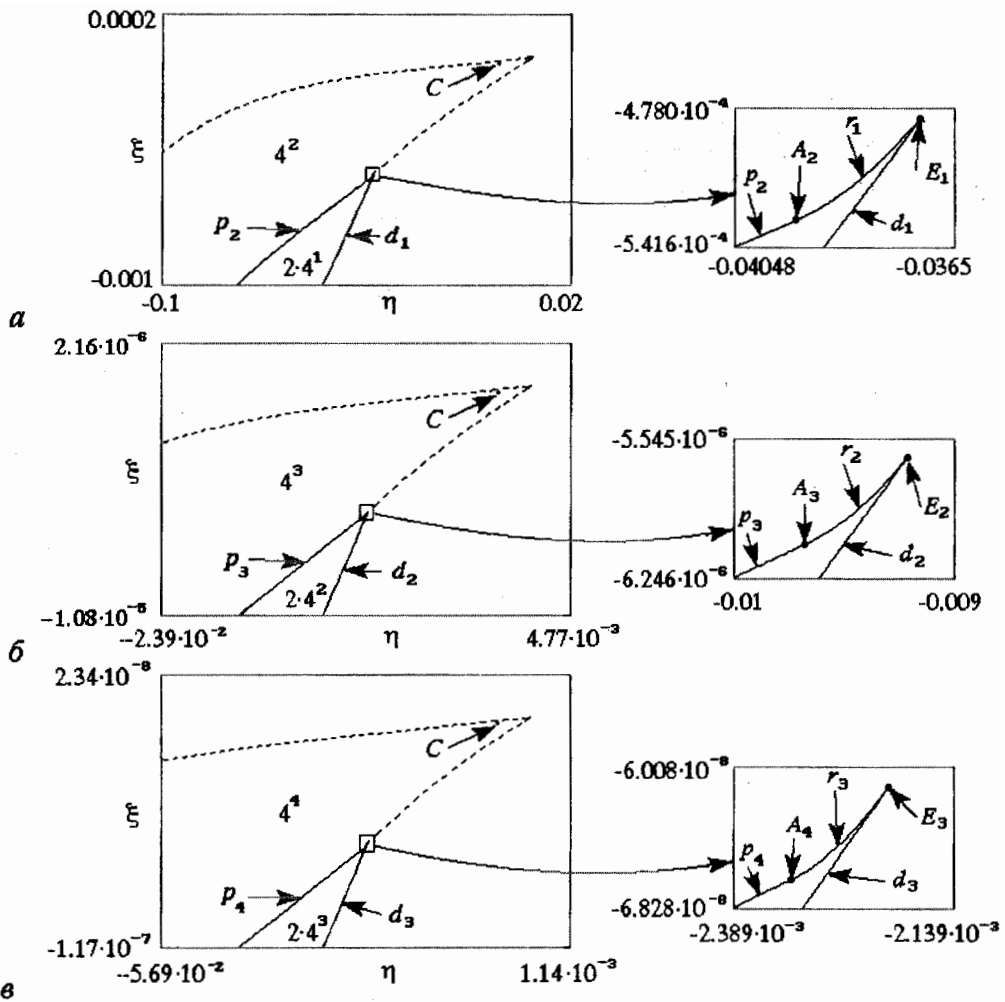 0.0002
ξ
-0.001
-0.1
η
0.02
C
4²
p₂
d₁
2·4¹
-4.780·10⁻⁴
-5.416·10⁻⁴
-0.04048
-0.0365
p₂
A₂
r₁
E₁
d₁
а
2.16·10⁻⁶
ξ
-1.08·10⁻⁵
--2.39·10⁻²
η
4.77·10⁻³
C
4³
p₃
d₂
2·4²
-5.545·10⁻⁶
-6.246·10⁻⁶
-0.01
-0.009
p₃
A₃
r₂
E₂
d₂
б
2.34·10⁻⁸
ξ
-1.17·10⁻⁷
--5.69·10⁻²
η
1.14·10⁻³
C
4⁴
p₄
d₃
2·4³
-6.008·10⁻⁸
-6.828·10⁻⁸
-2.389·10⁻³
-2.139·10⁻³
p₄
A₄
r₃
E₃
d₃
в